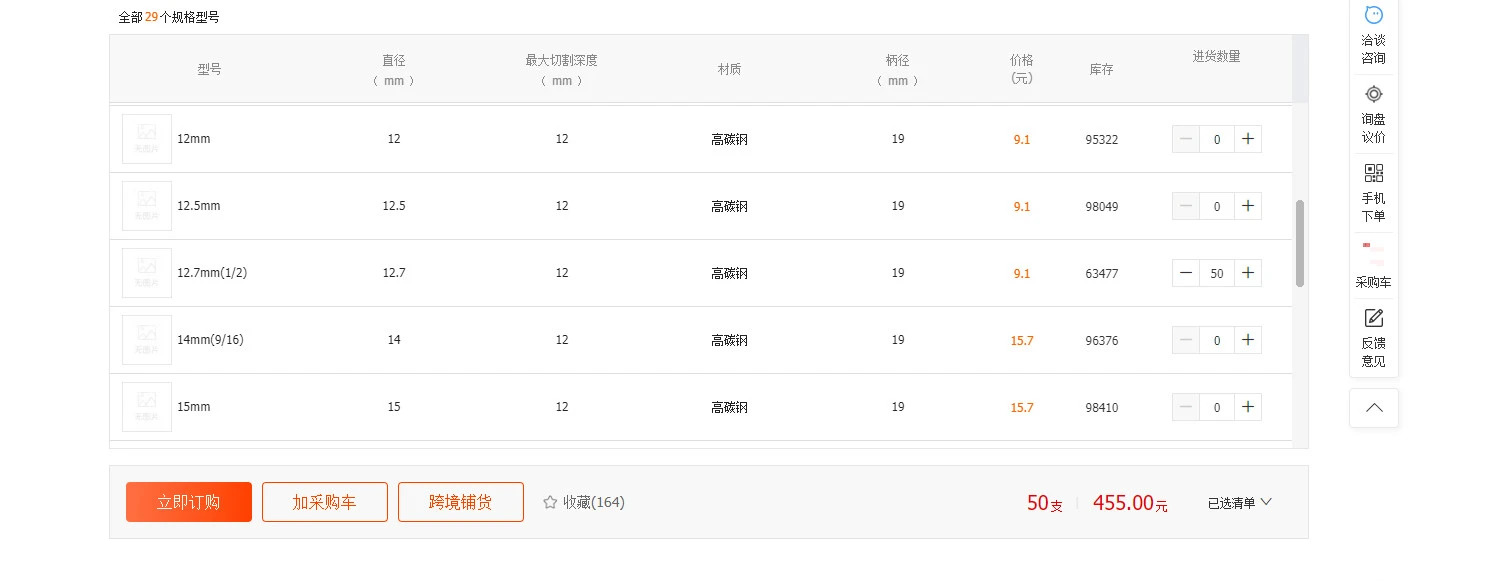 全部29个规格型号
型号
直径
（ mm ）
最大切割深度
（ mm ）
材质
柄径
（ mm ）
价格
(元)
库存
进货数量
无图片 12mm 12 12 高碳钢 19 9.1 95322 0
无图片 12.5mm 12.5 12 高碳钢 19 9.1 98049 0
无图片 12.7mm(1/2) 12.7 12 高碳钢 19 9.1 63477 50
无图片 14mm(9/16) 14 12 高碳钢 19 15.7 96376 0
无图片 15mm 15 12 高碳钢 19 15.7 98410 0
立即订购 加采购车 跨境铺货 收藏(164) 50支 455.00元 已选清单
洽谈
咨询
询盘
议价
手机
下单
采购车
反馈
意见